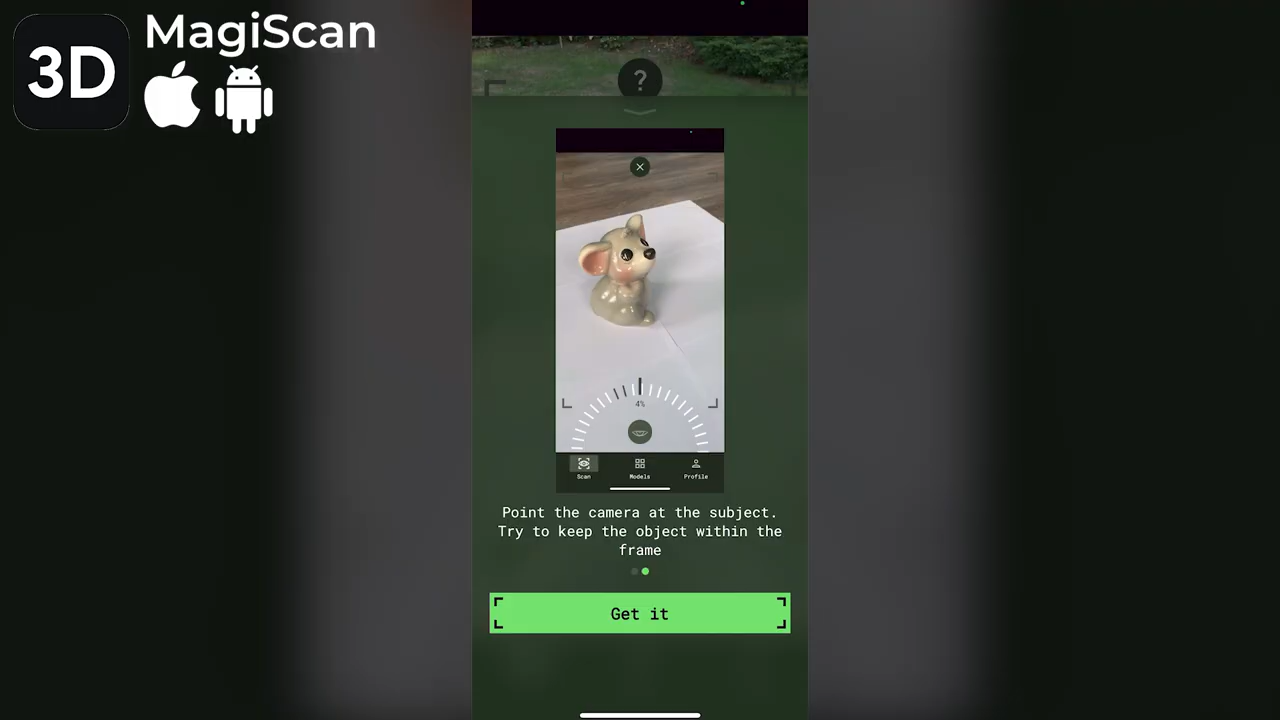 3D
MagiScan
?
4%
Scan
Models
Profile
Point the camera at the subject.
Try to keep the object within the
frame
Get it